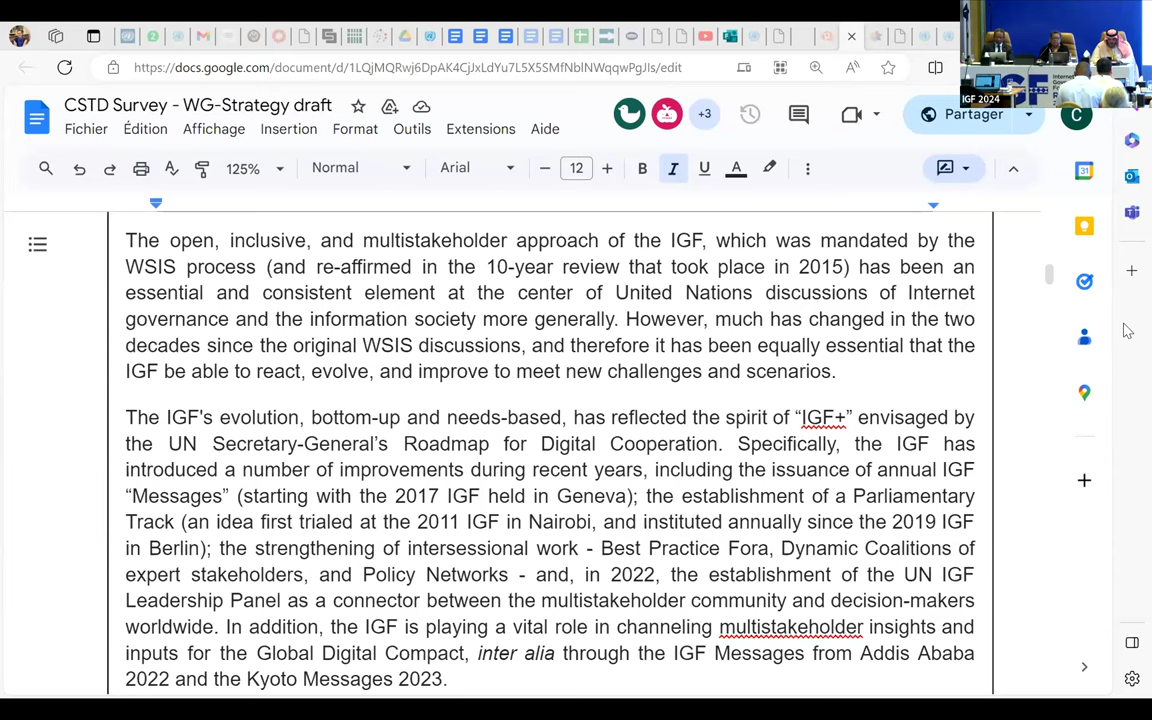 https://docs.google.com/document/d/1LQjMQRwj6DpAK4CjJxLdYu7L5X5SMfNbINWqqwPgJIs/edit
IGF 2024
CSTD Survey - WG-Strategy draft
+3
Partager
C
Fichier
Édition
Affichage
Insertion
Format
Outils
Extensions
Aide
125%
Normal
Arial
12
B
I
U
A
31
The open, inclusive, and multistakeholder approach of the IGF, which was mandated by the
WSIS process (and re-affirmed in the 10-year review that took place in 2015) has been an
essential and consistent element at the center of United Nations discussions of Internet
governance and the information society more generally. However, much has changed in the two
decades since the original WSIS discussions, and therefore it has been equally essential that the
IGF be able to react, evolve, and improve to meet new challenges and scenarios.
The IGF's evolution, bottom-up and needs-based, has reflected the spirit of “IGF+” envisaged by
the UN Secretary-General’s Roadmap for Digital Cooperation. Specifically, the IGF has
introduced a number of improvements during recent years, including the issuance of annual IGF
“Messages” (starting with the 2017 IGF held in Geneva); the establishment of a Parliamentary
Track (an idea first trialed at the 2011 IGF in Nairobi, and instituted annually since the 2019 IGF
in Berlin); the strengthening of intersessional work - Best Practice Fora, Dynamic Coalitions of
expert stakeholders, and Policy Networks - and, in 2022, the establishment of the UN IGF
Leadership Panel as a connector between the multistakeholder community and decision-makers
worldwide. In addition, the IGF is playing a vital role in channeling multistakeholder insights and
inputs for the Global Digital Compact, inter alia through the IGF Messages from Addis Ababa
2022 and the Kyoto Messages 2023.